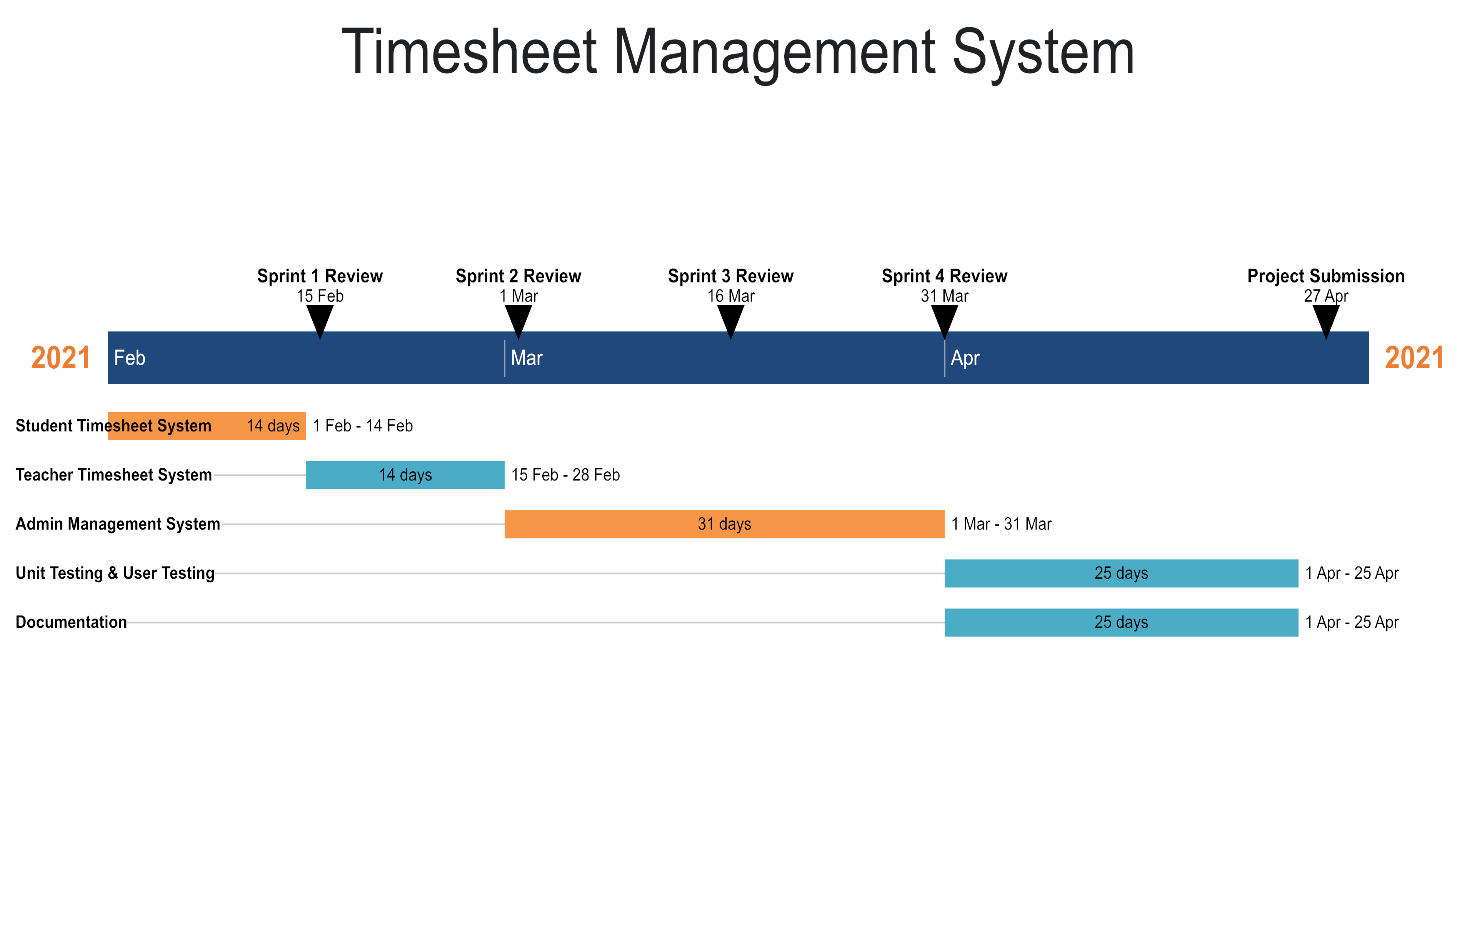 Timesheet Management System
Sprint 1 Review
15 Feb
Sprint 2 Review
1 Mar
Sprint 3 Review
16 Mar
Sprint 4 Review
31 Mar
Project Submission
27 Apr
2021
Feb
Mar
Apr
2021
Student Timesheet System 14 days 1 Feb - 14 Feb
Teacher Timesheet System 14 days 15 Feb - 28 Feb
Admin Management System 31 days 1 Mar - 31 Mar
Unit Testing & User Testing 25 days 1 Apr - 25 Apr
Documentation 25 days 1 Apr - 25 Apr